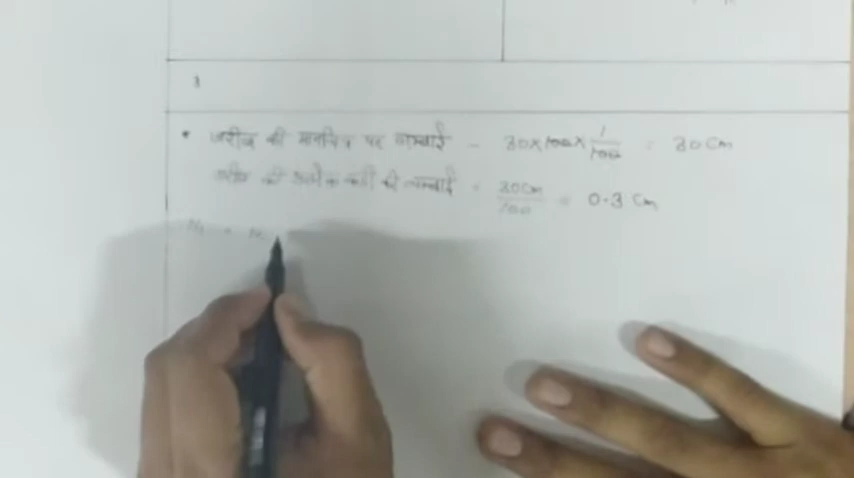 • जरीब की मानचित्र पर लम्बाई - 30×100×1/100 = 30 Cm
जरीब की प्रत्येक कड़ी की लम्बाई = 30Cm/100 = 0.3 Cm